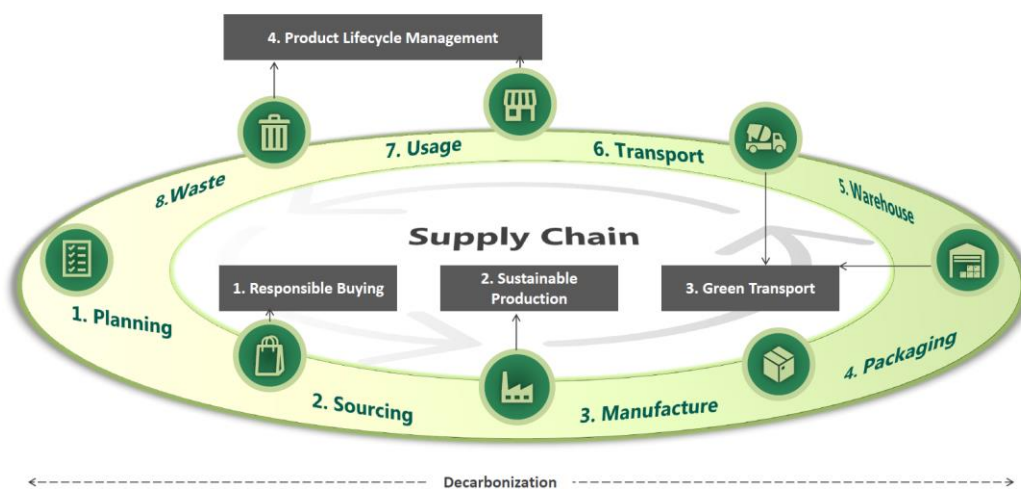 4. Product Lifecycle Management
7. Usage
6. Transport
8.Waste
5. Warehouse
Supply Chain
1. Responsible Buying
2. Sustainable
Production
3. Green Transport
1. Planning
4. Packaging
2. Sourcing
3. Manufacture
Decarbonization